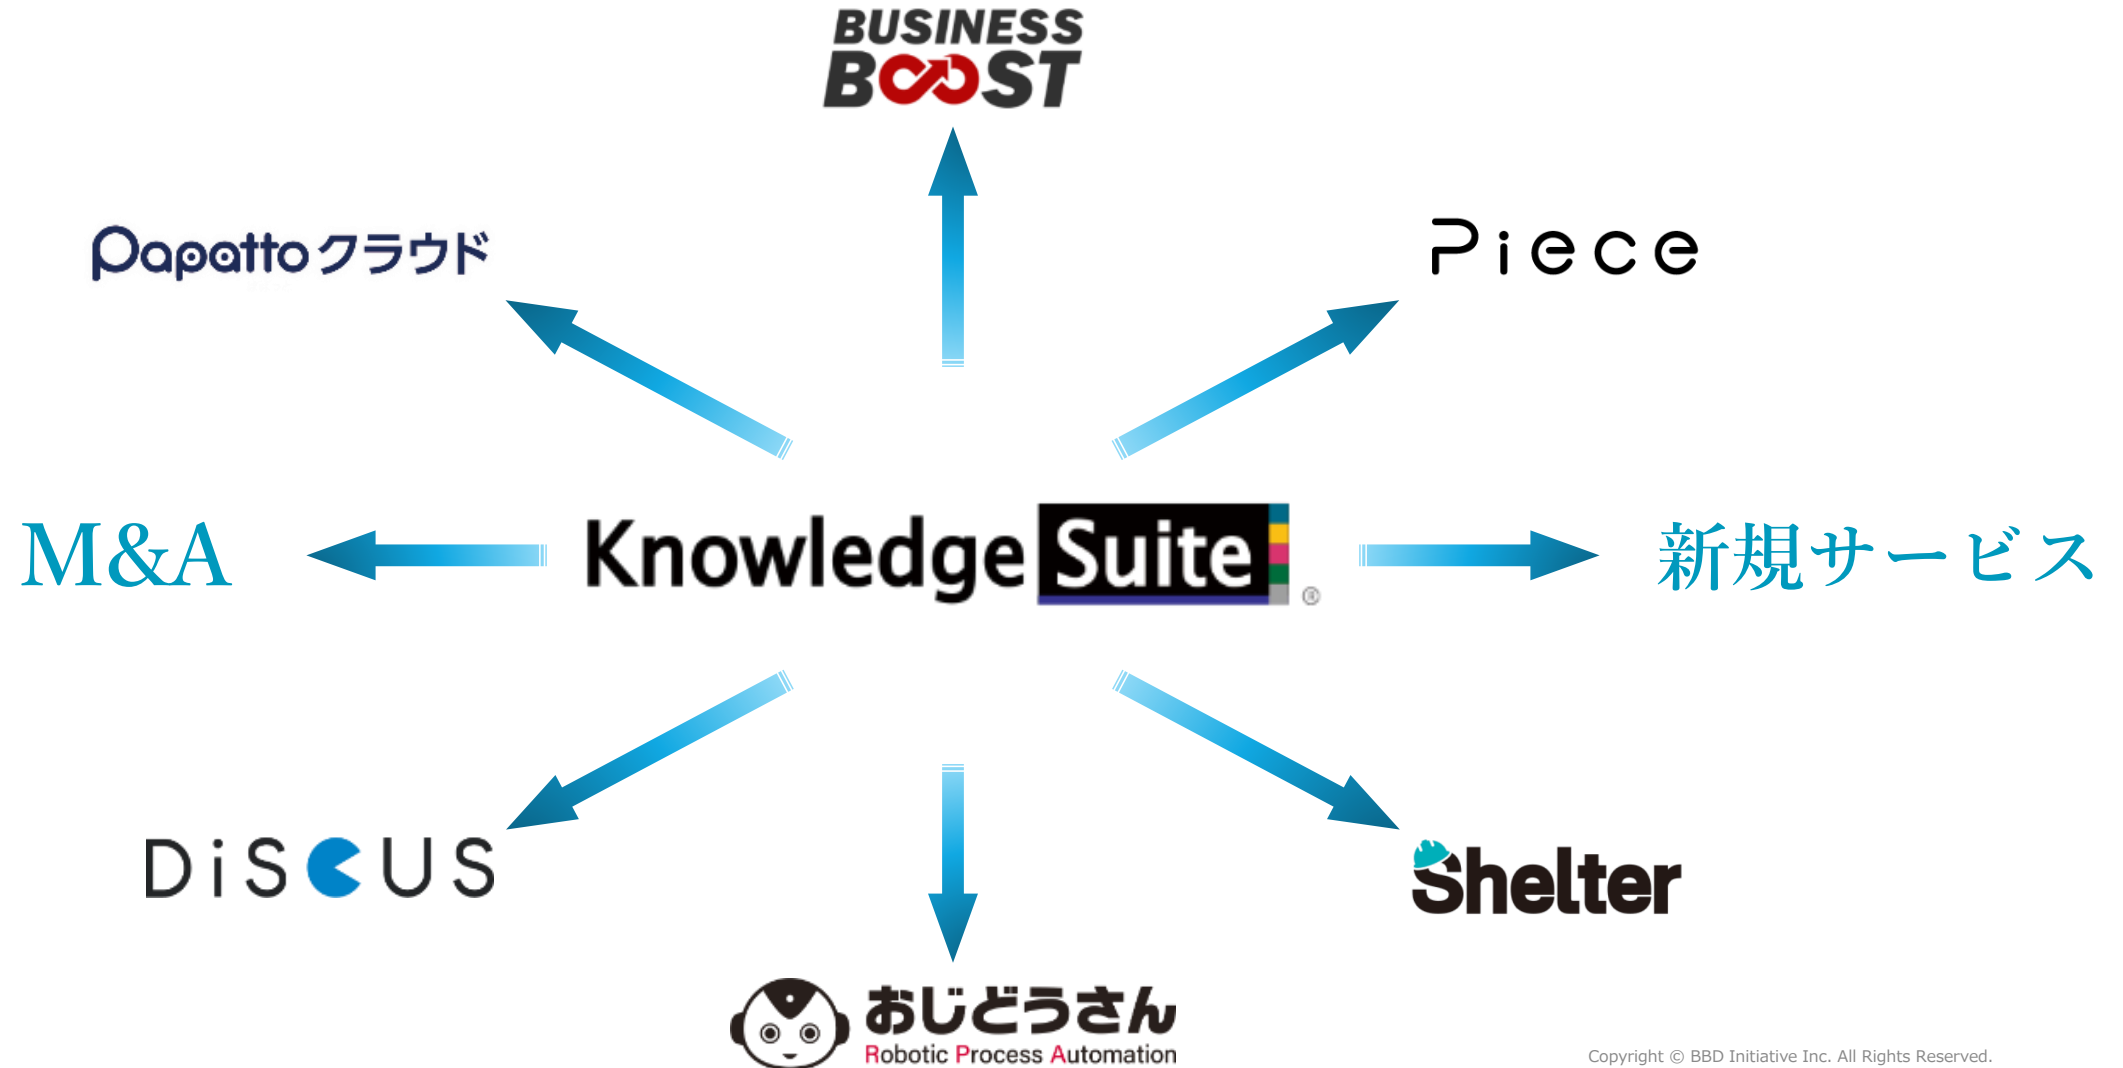 BUSINESS
BOOST
Papattoクラウド
Piece
M&A
Knowledge Suite ®
新規サービス
DiSCUS
Shelter
おじどうさん
Robotic Process Automation
Copyright © BBD Initiative Inc. All Rights Reserved.